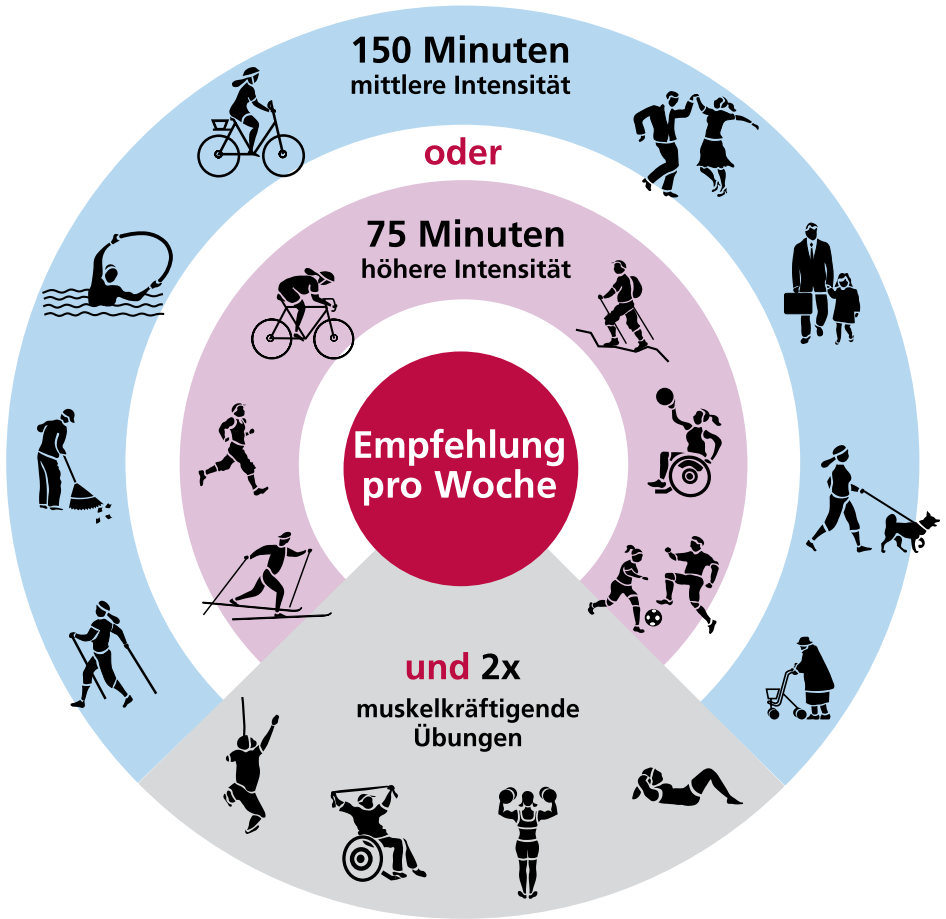 150 Minuten
mittlere Intensität
oder
75 Minuten
höhere Intensität
Empfehlung
pro Woche
und 2x
muskelkräftigende
Übungen